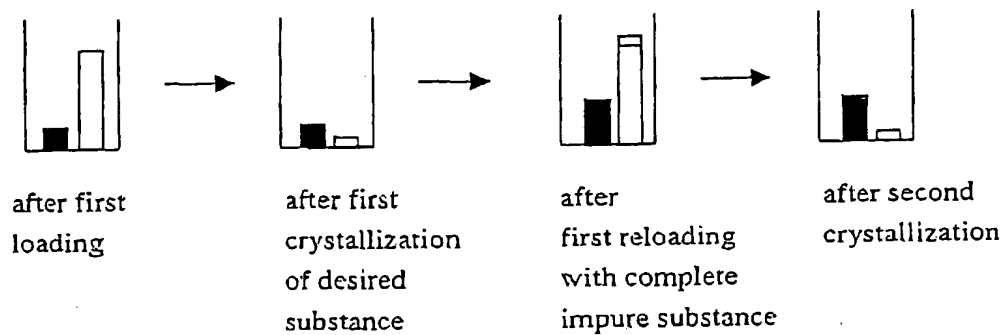 after first
loading
after first
crystallization
of desired
substance
after
first reloading
with complete
impure substance
after second
crystallization